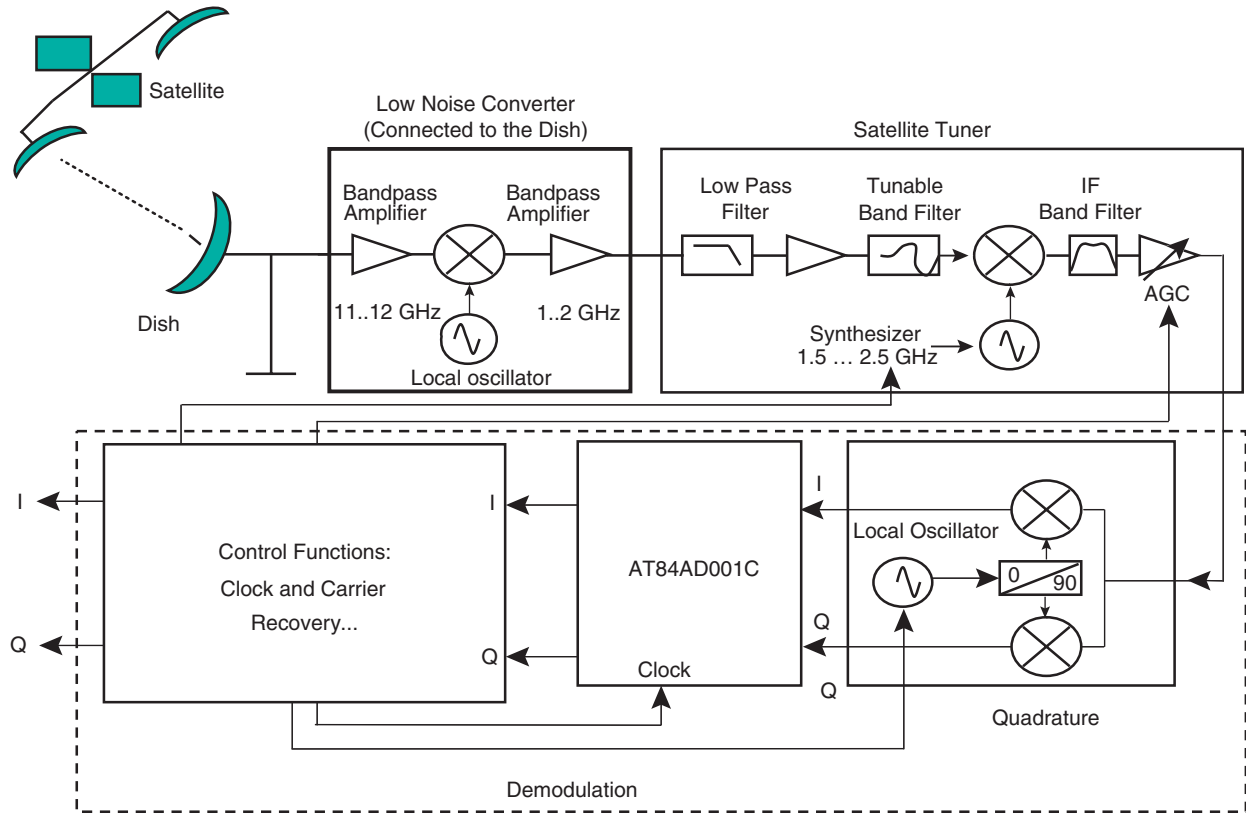 Satellite
Low Noise Converter
(Connected to the Dish)
Satellite Tuner
Bandpass
Amplifier
Bandpass
Amplifier
Low Pass
Filter
Tunable
Band Filter
IF
Band Filter
Dish
11..12 GHz
1..2 GHz
Local oscillator
Synthesizer
1.5 ... 2.5 GHz
AGC
I
Q
Control Functions:
Clock and Carrier
Recovery...
I
Q
AT84AD001C
Clock
I
Q
Q
Local Oscillator
0
90
Quadrature
Demodulation